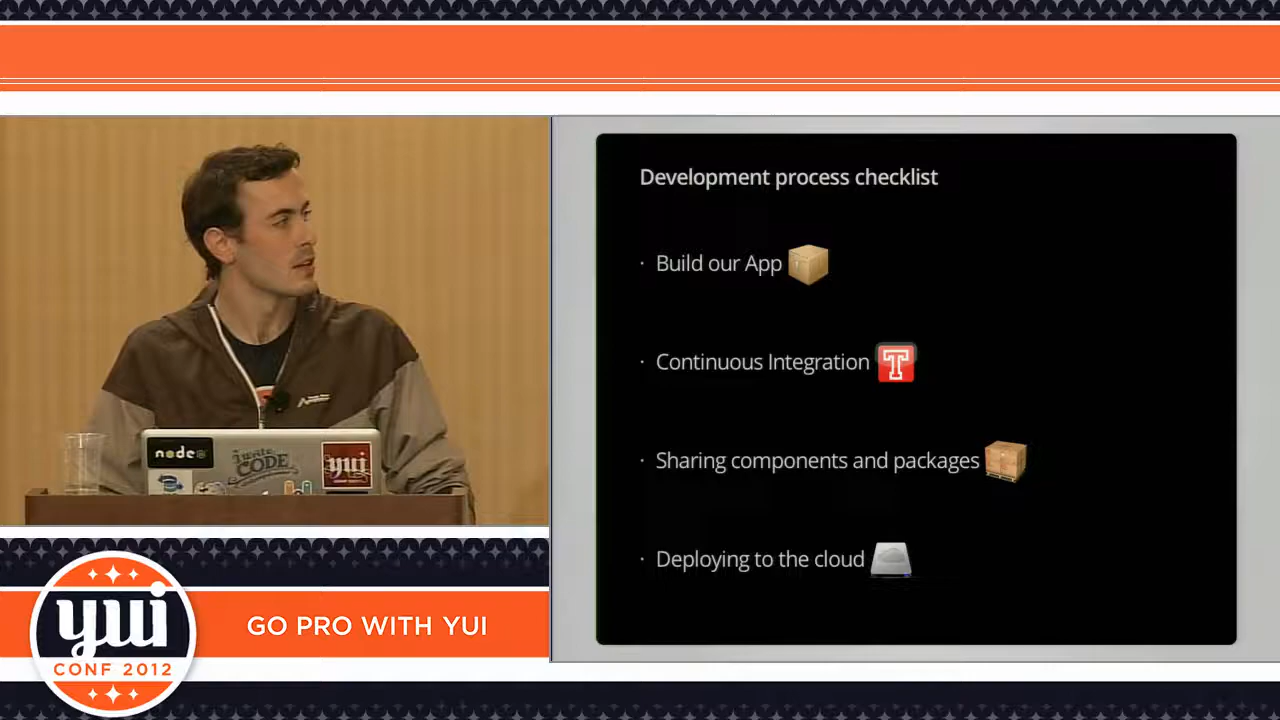 Development process checklist
· Build our App
· Continuous Integration T
· Sharing components and packages
· Deploying to the cloud
node
i write
CODE
yui
yui
CONF 2012
GO PRO WITH YUI